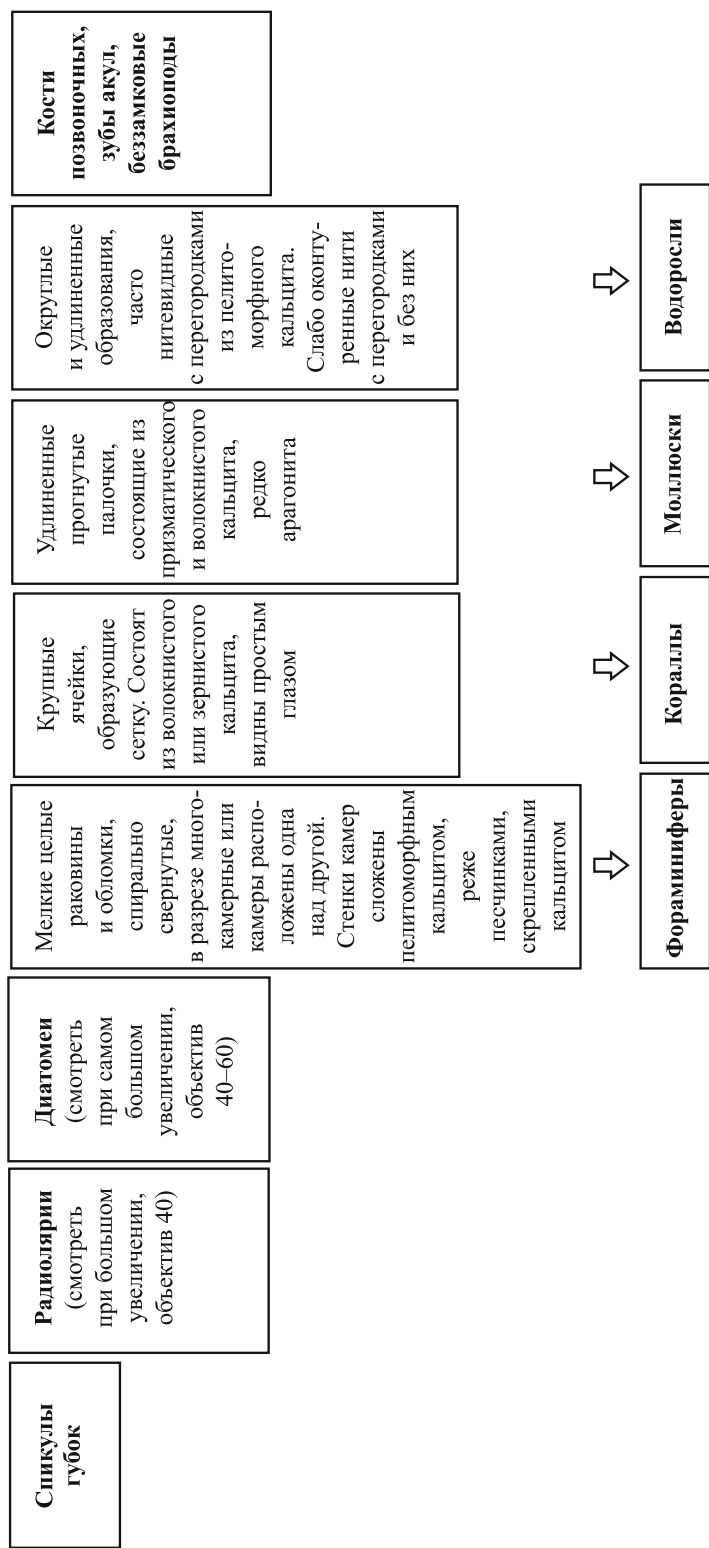 Спикулы
губок
Радиолярии
(смотреть
при большом
увеличении,
объектив 40)
Диатомеи
(смотреть
при самом
большом
увеличении,
объектив
40–60)
Мелкие целые
раковины
и обломки,
спирально
свернутые,
в разрезе много-
камерные или
камеры распо-
ложены одна
над другой.
Стенки камер
сложены
пелитоморфным
кальцитом,
реже
песчинками,
скрепленными
кальцитом
Крупные
ячейки,
образующие
сетку. Состоят
из волокнистого
или зернистого
кальцита,
видны простым
глазом
Удлиненные
прогнутые
палочки,
состоящие из
призматического
и волокнистого
кальцита,
редко
арагонита
Округлые
и удлиненные
образования,
часто
нитевидные
с перегородками
из пелито-
морфного
кальцита.
Слабо оконту-
ренные нити
с перегородками
и без них
Кости
позвоночных,
зубы акул,
беззамковые
брахиоподы
Фораминиферы
Кораллы
Моллюски
Водоросли